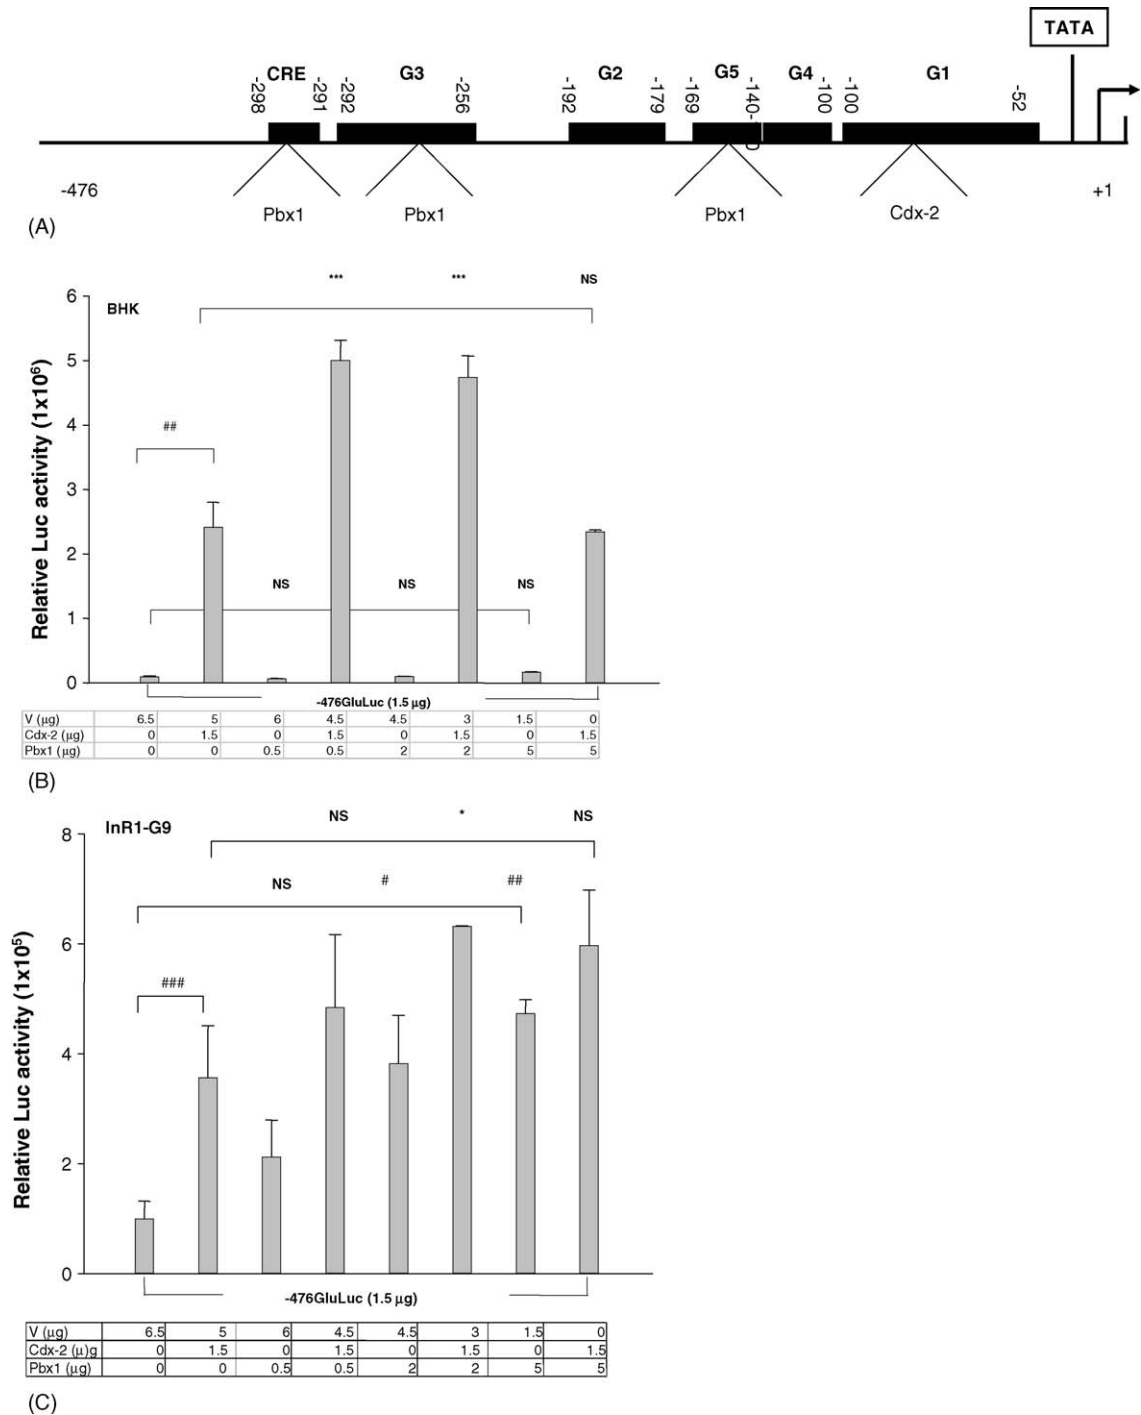 TATA
CRE G3 G2 G5 G4 G1
-298 -291 -292 -256 -192 -179 -169 -140 -100 -100 -52
-476 +1
Pbx1 Pbx1 Pbx1 Cdx-2
(A)
*** *** NS
BHK
Relative Luc activity (1x10⁶)
6
5
4
3
2
1
0
##
NS NS NS
-476GluLuc (1.5 µg)
V (µg) 6.5 5 6 4.5 4.5 3 1.5 0
Cdx-2 (µg) 0 1.5 0 1.5 0 1.5 0 1.5
Pbx1 (µg) 0 0 0.5 0.5 2 2 5 5
(B)
NS * NS
InR1-G9
Relative Luc activity (1x10⁵)
8
6
4
2
0
NS # ##
###
-476GluLuc (1.5 µg)
V (µg) 6.5 5 6 4.5 4.5 3 1.5 0
Cdx-2 (µ)g 0 1.5 0 1.5 0 1.5 0 1.5
Pbx1 (µg) 0 0 0.5 0.5 2 2 5 5
(C)